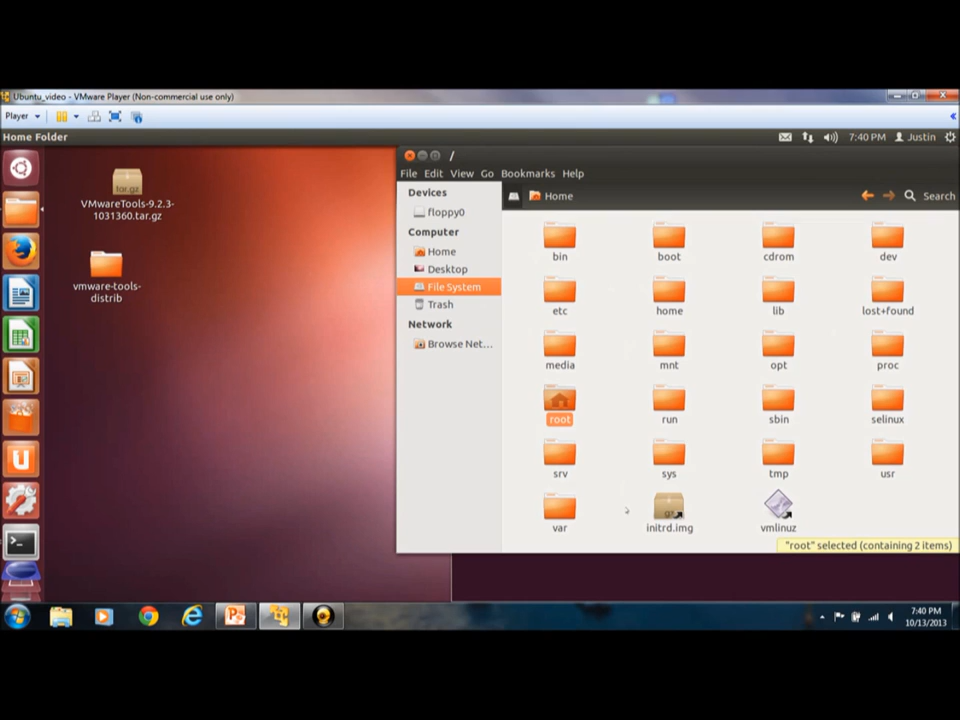 Ubuntu_video - VMware Player (Non-commercial use only)
Player
Home Folder
7:40 PM
Justin
/
File Edit View Go Bookmarks Help
Devices
floppy0
Computer
Home
Desktop
File System
Trash
Network
Browse Net...
Home
Search
tar.gz
VMwareTools-9.2.3-
1031360.tar.gz
vmware-tools-
distrib
bin boot cdrom dev
etc home lib lost+found
media mnt opt proc
root run sbin selinux
srv sys tmp usr
gz
var initrd.img vmlinuz
"root" selected (containing 2 items)
7:40 PM
10/13/2013